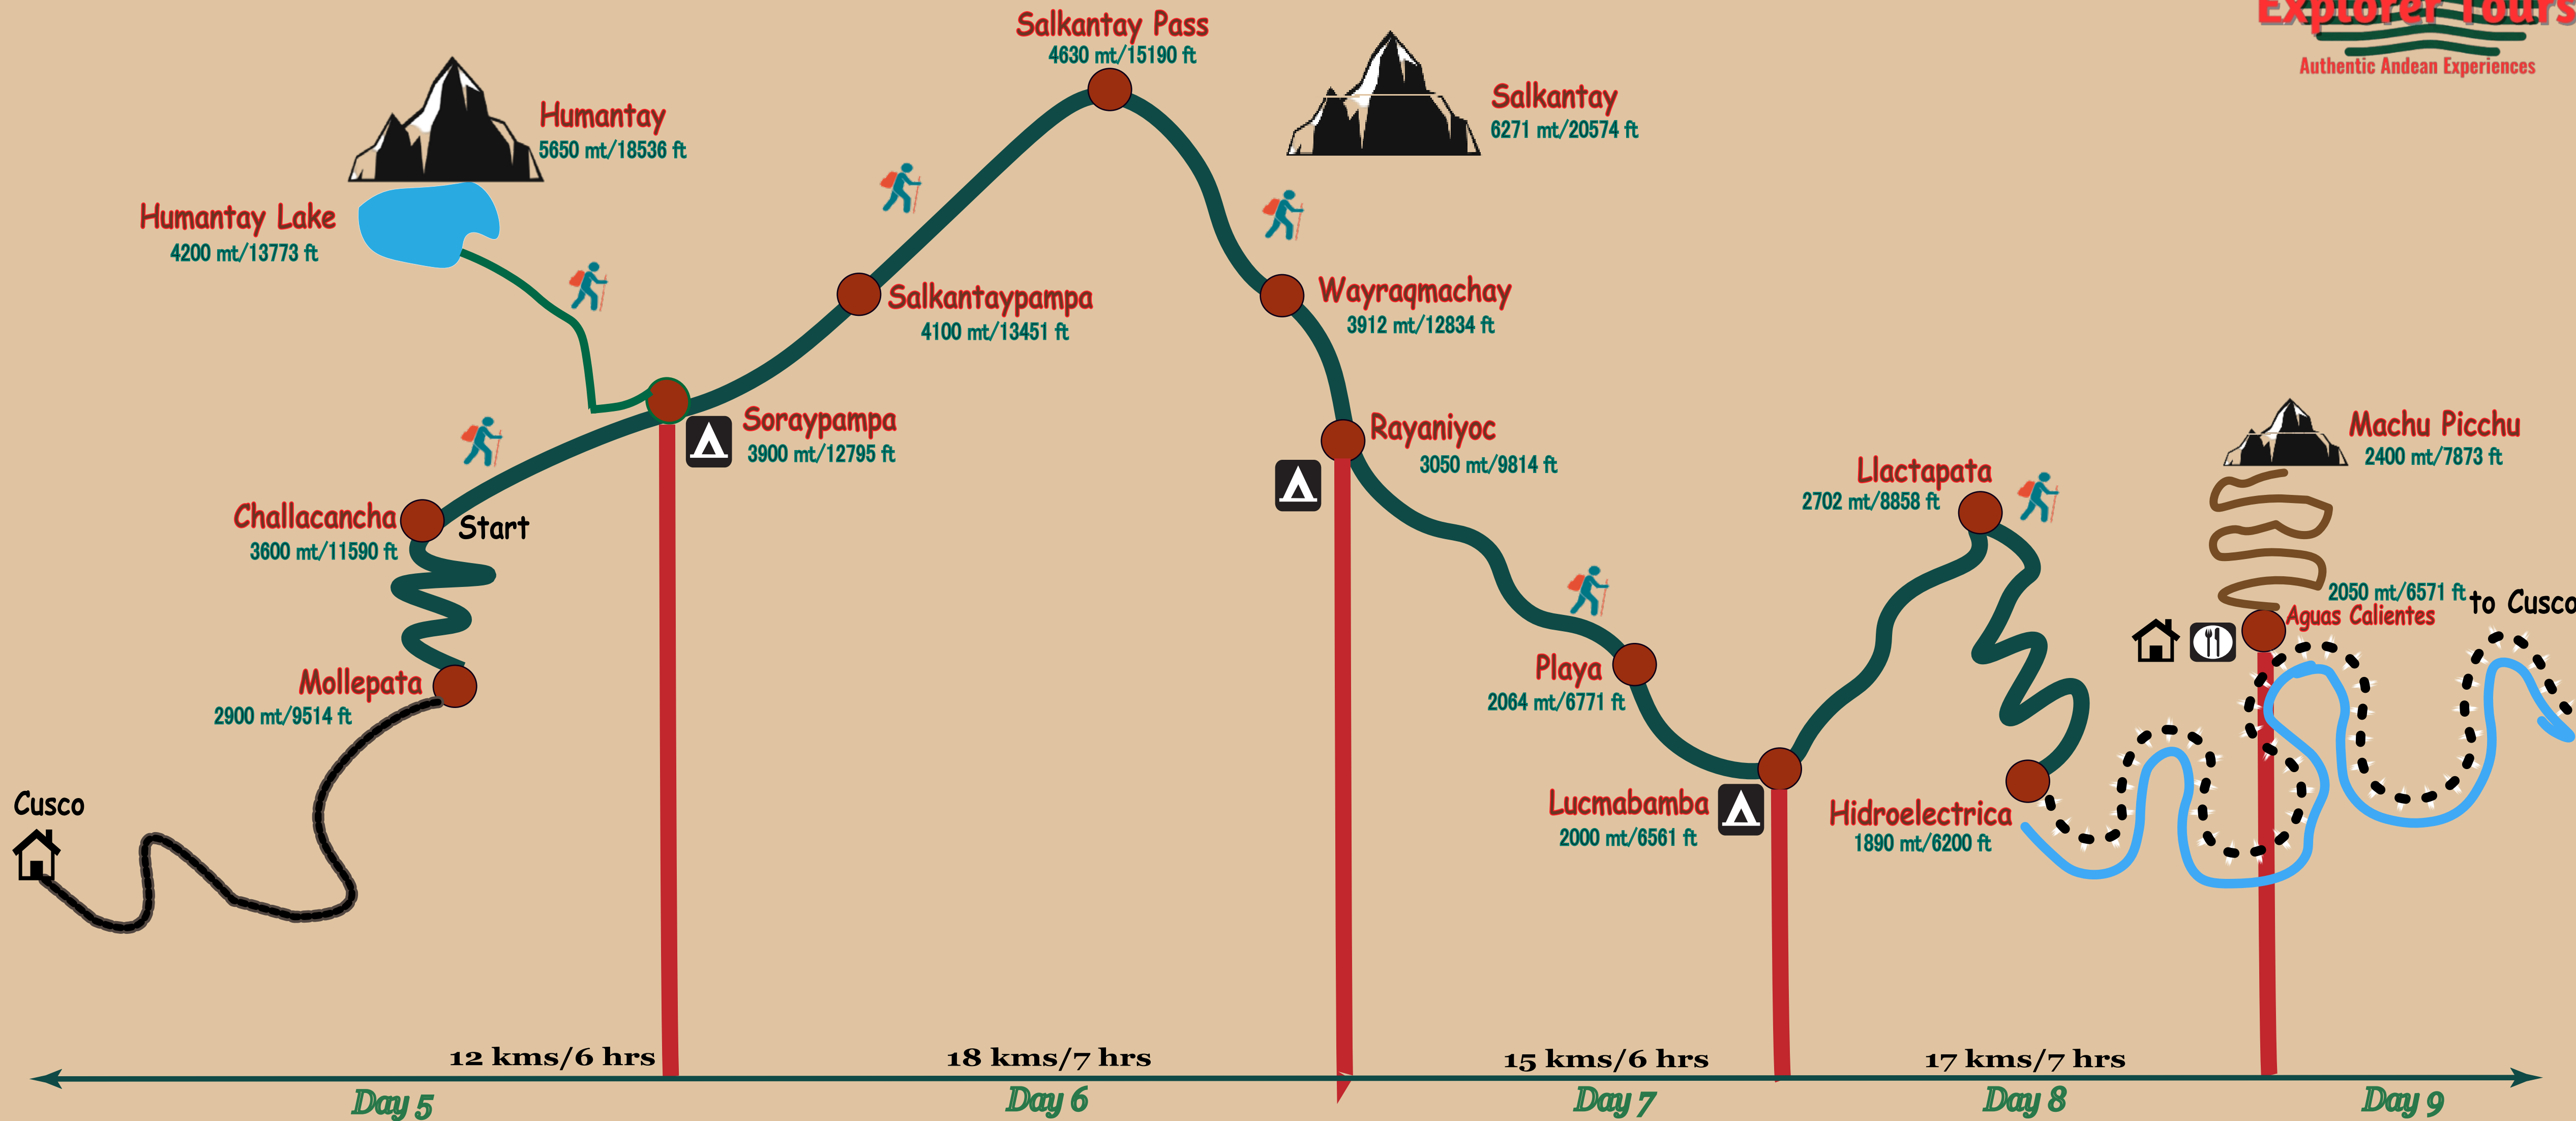 Explorer Tours
Authentic Andean Experiences
Salkantay Pass
4630 mt/15190 ft
Humantay
5650 mt/18536 ft
Salkantay
6271 mt/20574 ft
Humantay Lake
4200 mt/13773 ft
Salkantaypampa
4100 mt/13451 ft
Wayraqmachay
3912 mt/12834 ft
Soraypampa
3900 mt/12795 ft
Rayaniyoc
3050 mt/9814 ft
Machu Picchu
2400 mt/7873 ft
Llactapata
2702 mt/8858 ft
Challacancha
Start
3600 mt/11590 ft
2050 mt/6571 ft
to Cusco
Aguas Calientes
Mollepata
2900 mt/9514 ft
Playa
2064 mt/6771 ft
Cusco
Lucmabamba
2000 mt/6561 ft
Hidroelectrica
1890 mt/6200 ft
12 kms/6 hrs
18 kms/7 hrs
15 kms/6 hrs
17 kms/7 hrs
Day 5
Day 6
Day 7
Day 8
Day 9